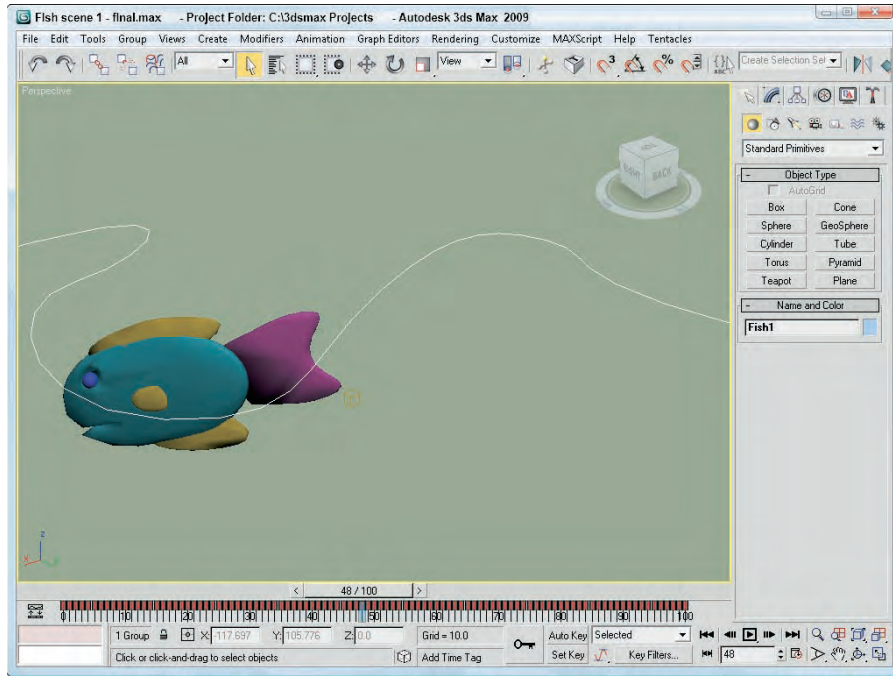 FIsh scene 1 - fInal.max - Project Folder: C:\3dsmax Projects - Autodesk 3ds Max 2009
File Edit Tools Group Views Create Modifiers Animation Graph Editors Rendering Customize MAXScript Help Tentacles
All View 3 % ABC Create Selection Set
Perspective
TOP
BACK
Standard Primitives
- Object Type
AutoGrid
Box Cone
Sphere GeoSphere
Cylinder Tube
Torus Pyramid
Teapot Plane
- Name and Color
Fish1
z
x
< 48 / 100 >
0 10 20 30 40 50 60 70 80 90 100
1 Group X: -117.697 Y: 105.776 Z: 0.0 Grid = 10.0 Auto Key Selected
Click or click-and-drag to select objects Add Time Tag Set Key Key Filters... 48